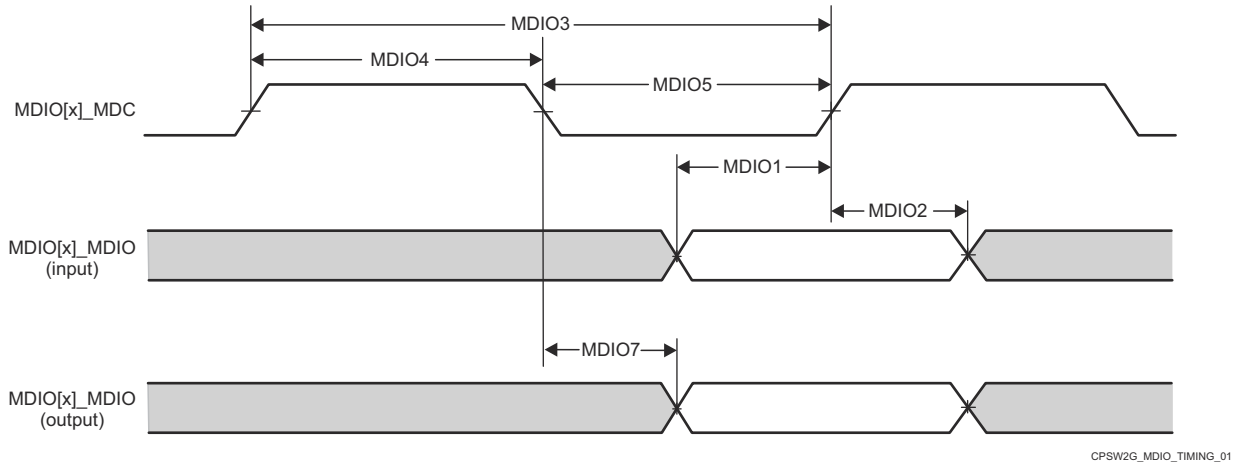 MDIO3
MDIO4
MDIO5
MDIO[x]_MDC
MDIO1
MDIO2
MDIO[x]_MDIO
(input)
MDIO7
MDIO[x]_MDIO
(output)
CPSW2G_MDIO_TIMING_01